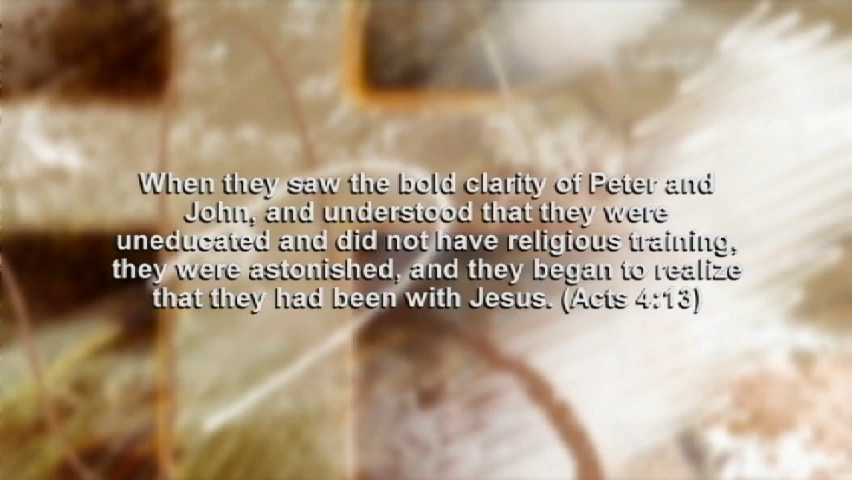 When they saw the bold clarity of Peter and
John, and understood that they were
uneducated and did not have religious training,
they were astonished, and they began to realize
that they had been with Jesus. (Acts 4:13)